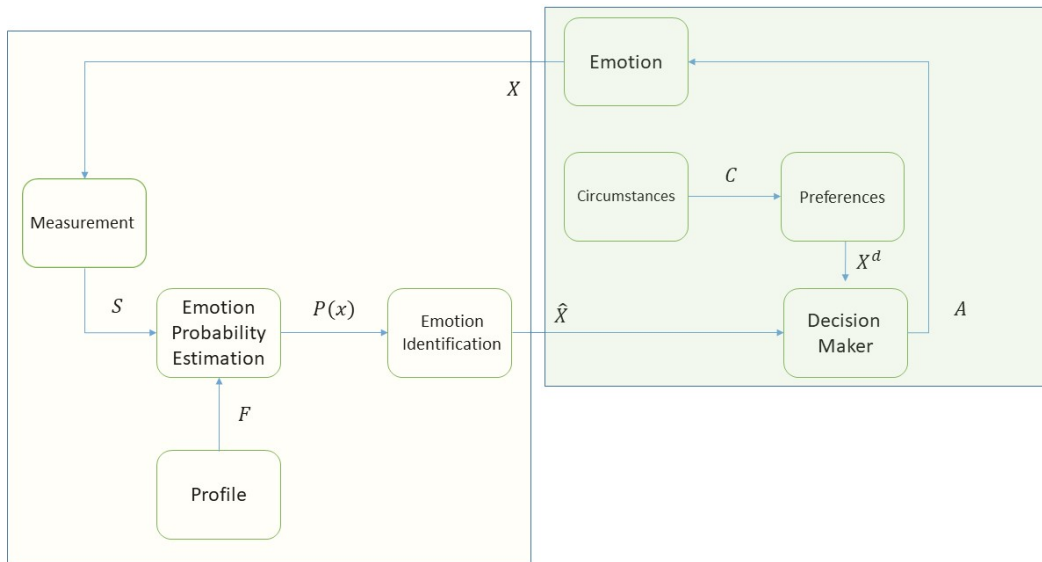 Emotion
X
Circumstances
C
Preferences
Measurement
X^d
S
Emotion
Probability
Estimation
P(x)
Emotion
Identification
X̂
Decision
Maker
A
F
Profile